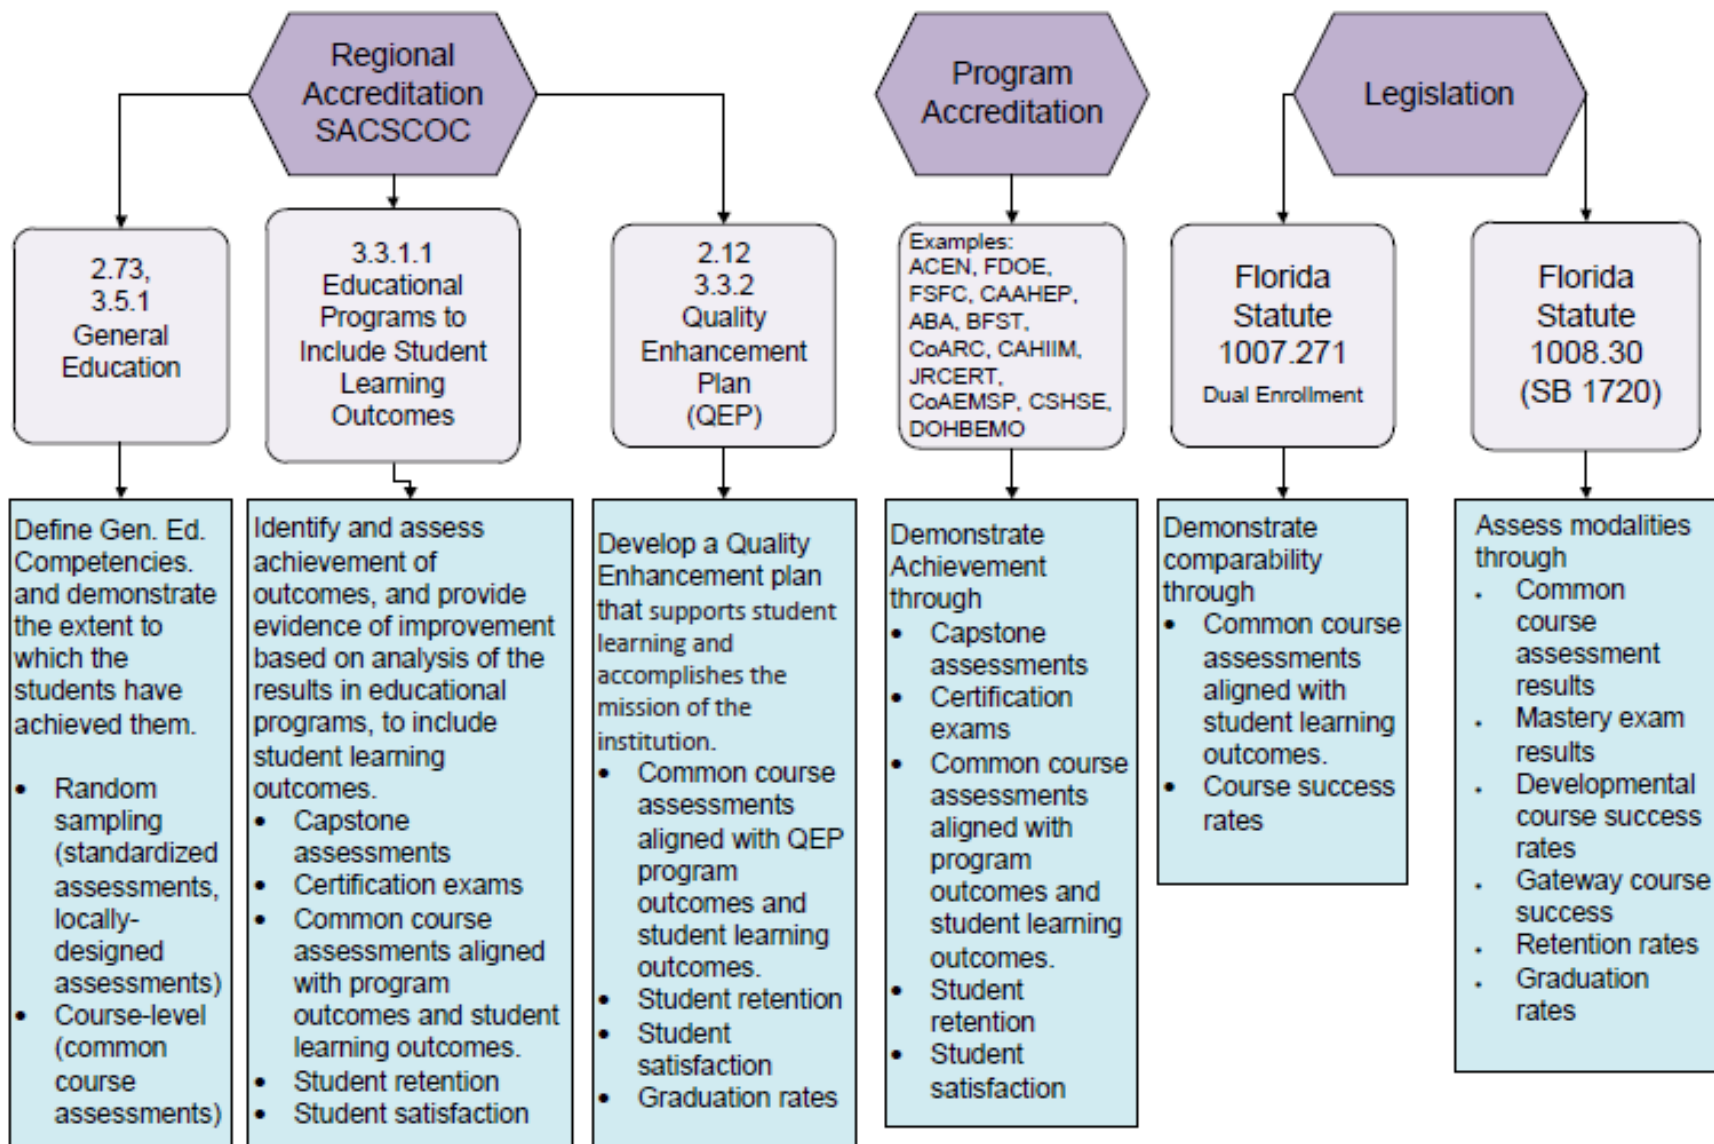 Regional
Accreditation
SACSCOC
Program
Accreditation
Legislation
2.73,
3.5.1
General
Education
3.3.1.1
Educational
Programs to
Include Student
Learning
Outcomes
2.12
3.3.2
Quality
Enhancement
Plan
(QEP)
Examples:
ACEN, FDOE,
FSFC, CAAHEP,
ABA, BFST,
CoARC, CAHIIM,
JRCERT,
CoAEMSP, CSHSE,
DOHBEMO
Florida
Statute
1007.271
Dual Enrollment
Florida
Statute
1008.30
(SB 1720)
Define Gen. Ed.
Competencies.
and demonstrate
the extent to
which the
students have
achieved them.
• Random
sampling
(standardized
assessments,
locally-
designed
assessments)
• Course-level
(common
course
assessments)
Identify and assess
achievement of
outcomes, and provide
evidence of improvement
based on analysis of the
results in educational
programs, to include
student learning
outcomes.
• Capstone
assessments
• Certification exams
• Common course
assessments aligned
with program
outcomes and student
learning outcomes.
• Student retention
• Student satisfaction
Develop a Quality
Enhancement plan
that supports student
learning and
accomplishes the
mission of the
institution.
• Common course
assessments
aligned with QEP
program
outcomes and
student learning
outcomes.
• Student retention
• Student
satisfaction
• Graduation rates
Demonstrate
Achievement
through
• Capstone
assessments
• Certification
exams
• Common course
assessments
aligned with
program
outcomes and
student learning
outcomes.
• Student
retention
• Student
satisfaction
Demonstrate
comparability
through
• Common course
assessments
aligned with
student learning
outcomes.
• Course success
rates
Assess modalities
through
• Common
course
assessment
results
• Mastery exam
results
• Developmental
course success
rates
• Gateway course
success
• Retention rates
• Graduation
rates